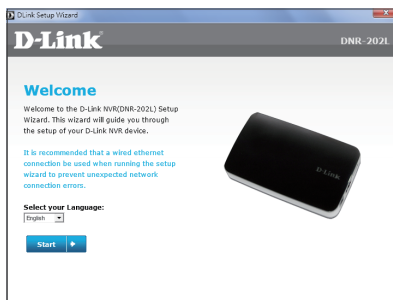 DLink Setup Wizard
D-Link
DNR-202L
Welcome
Welcome to the D-Link NVR(DNR-202L) Setup
Wizard. This wizard will guide you through
the setup of your D-Link NVR device.
It is recommended that a wired ethernet
connection be used when running the setup
wizard to prevent unexpected network
connection errors.
D-Link
Select your Language:
English
Start